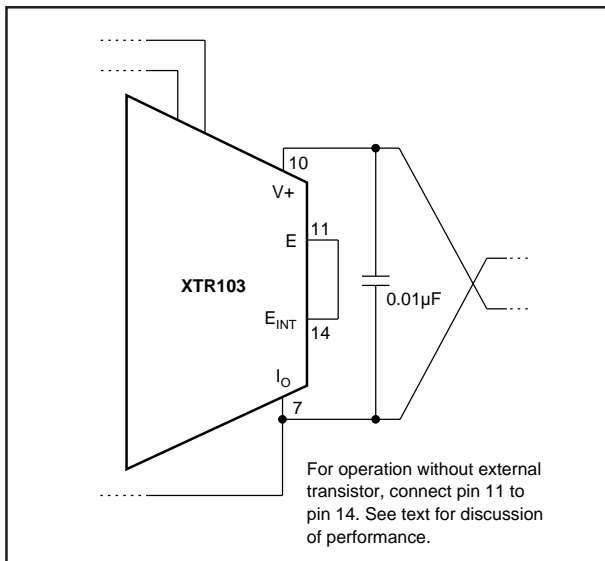 10
V+
11
E
XTR103
0.01µF
E_INT
14
I_O
7
For operation without external
transistor, connect pin 11 to
pin 14. See text for discussion
of performance.